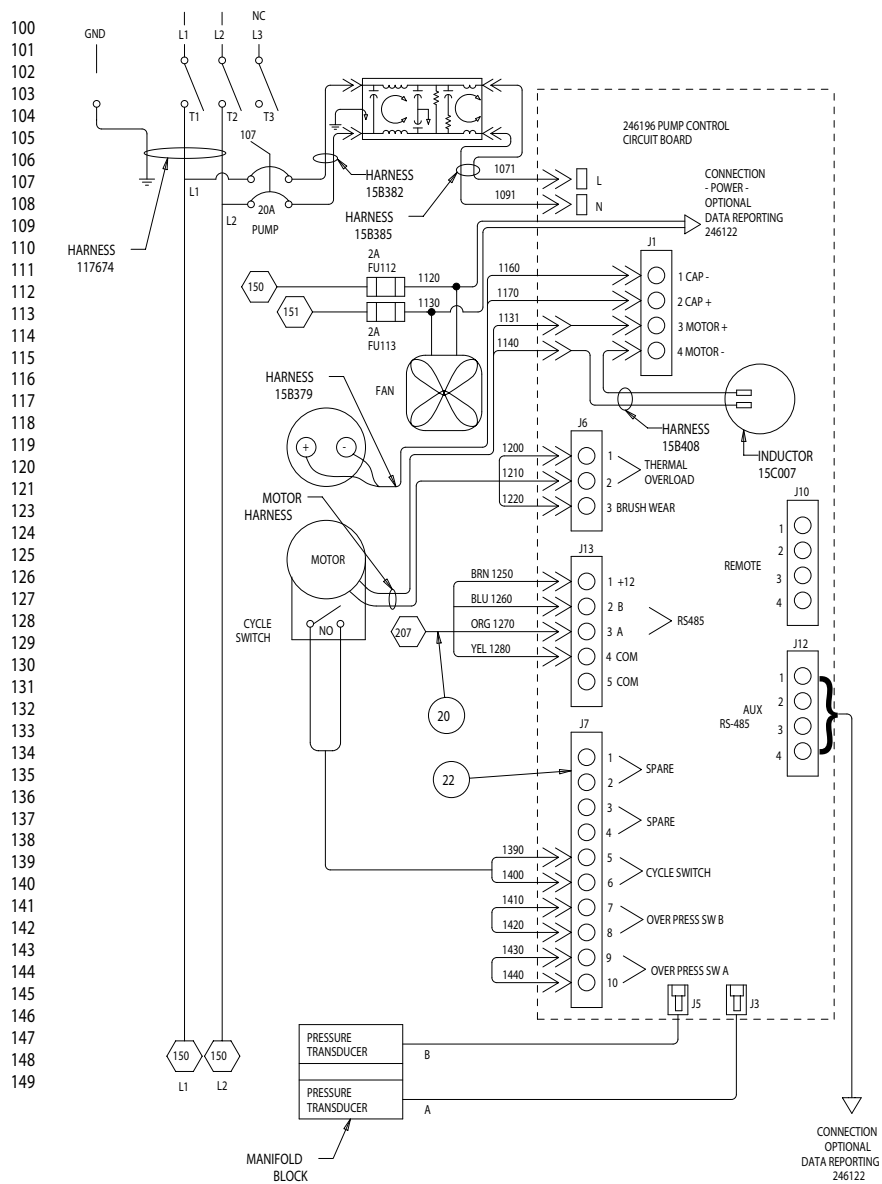 100
101
102
103
104
105
106
107
108
109
110
111
112
113
114
115
116
117
118
119
120
121
123
124
125
126
127
128
129
130
131
132
133
134
135
136
137
138
139
140
141
142
143
144
145
146
147
148
149
GND
L1
L2
NC
L3
T1
T2
T3
107
L1
L2
20A
PUMP
HARNESS
117674
HARNESS
15B382
HARNESS
15B385
1071
1091
L
N
246196 PUMP CONTROL
CIRCUIT BOARD
CONNECTION
- POWER -
OPTIONAL
DATA REPORTING
246122
150
151
2A
FU112
1120
1130
2A
FU113
FAN
1160
1170
1131
1140
J1
1 CAP -
2 CAP +
3 MOTOR +
4 MOTOR -
HARNESS
15B408
INDUCTOR
15C007
HARNESS
15B379
+
-
MOTOR
HARNESS
MOTOR
CYCLE
SWITCH
NO
J6
1200
1210
1220
1
2
THERMAL
OVERLOAD
3 BRUSH WEAR
J10
1
2
3
4
REMOTE
J13
BRN 1250
BLU 1260
ORG 1270
YEL 1280
1 +12
2 B
3 A
4 COM
5 COM
RS485
207
20
J12
1
2
3
4
AUX
RS-485
J7
22
1
2
SPARE
3
4
SPARE
1390
1400
5
6
CYCLE SWITCH
1410
1420
7
8
OVER PRESS SW B
1430
1440
9
10
OVER PRESS SW A
J5
J3
150
150
L1
L2
PRESSURE
TRANSDUCER
B
PRESSURE
TRANSDUCER
A
MANIFOLD
BLOCK
CONNECTION
OPTIONAL
DATA REPORTING
246122